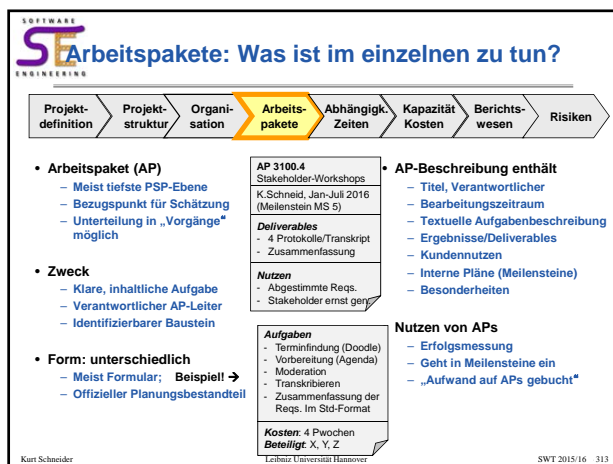 SOFTWARE
SE
ENGINEERING
Arbeitspakete: Was ist im einzelnen zu tun?
Projekt-
definition
Projekt-
struktur
Organi-
sation
Arbeits-
pakete
Abhängigk.
Zeiten
Kapazität
Kosten
Berichts-
wesen
Risiken
• Arbeitspaket (AP)
– Meist tiefste PSP-Ebene
– Bezugspunkt für Schätzung
– Unterteilung in „Vorgänge“
möglich
• Zweck
– Klare, inhaltliche Aufgabe
– Verantwortlicher AP-Leiter
– Identifizierbarer Baustein
• Form: unterschiedlich
– Meist Formular; Beispiel! →
– Offizieller Planungsbestandteil
AP 3100.4
Stakeholder-Workshops
K.Schneid, Jan-Juli 2016
(Meilenstein MS 5)
Deliverables
- 4 Protokolle/Transkript
- Zusammenfassung
Nutzen
- Abgestimmte Reqs.
- Stakeholder ernst gen.
Aufgaben
- Terminfindung (Doodle)
- Vorbereitung (Agenda)
- Moderation
- Transkribieren
- Zusammenfassung der
Reqs. Im Std-Format
Kosten: 4 Pwochen
Beteiligt: X, Y, Z
• AP-Beschreibung enthält
– Titel, Verantwortlicher
– Bearbeitungszeitraum
– Textuelle Aufgabenbeschreibung
– Ergebnisse/Deliverables
– Kundennutzen
– Interne Pläne (Meilensteine)
– Besonderheiten
Nutzen von APs
– Erfolgsmessung
– Geht in Meilensteine ein
– „Aufwand auf APs gebucht“
Kurt Schneider
Leibniz Universität Hannover
SWT 2015/16 313